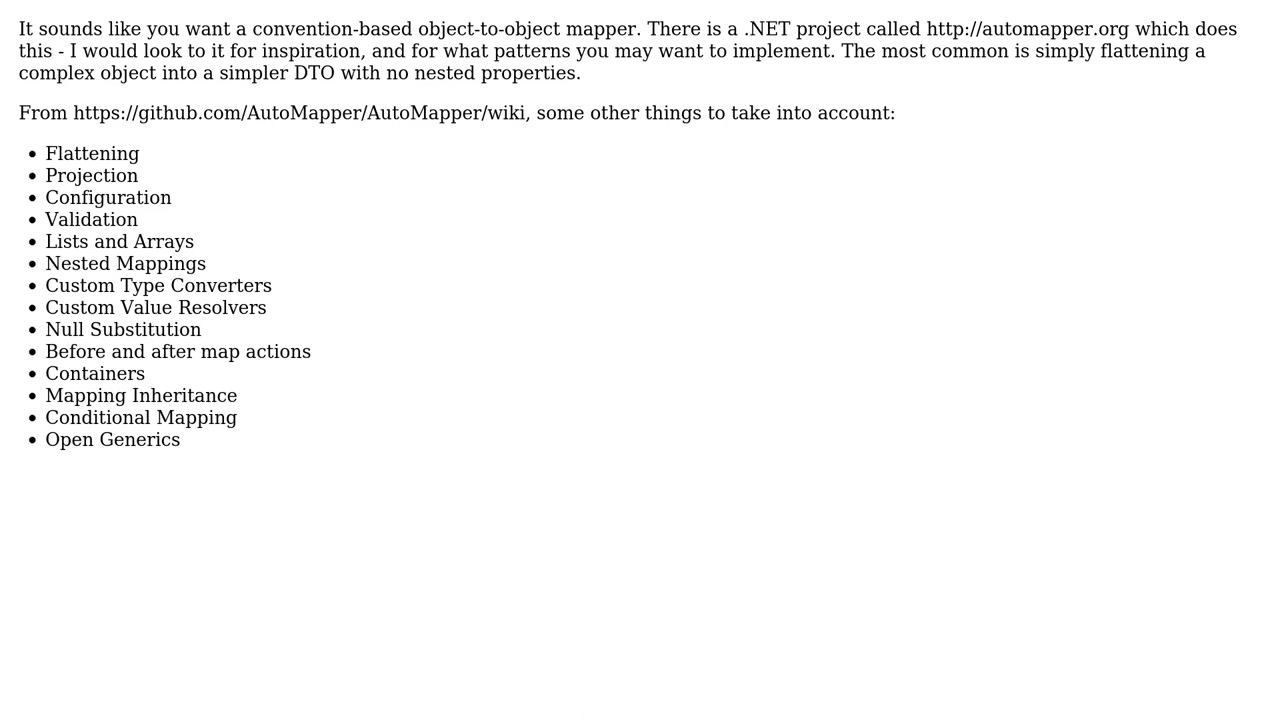 It sounds like you want a convention-based object-to-object mapper. There is a .NET project called http://automapper.org which does
this - I would look to it for inspiration, and for what patterns you may want to implement. The most common is simply flattening a
complex object into a simpler DTO with no nested properties.
From https://github.com/AutoMapper/AutoMapper/wiki, some other things to take into account:
• Flattening
• Projection
• Configuration
• Validation
• Lists and Arrays
• Nested Mappings
• Custom Type Converters
• Custom Value Resolvers
• Null Substitution
• Before and after map actions
• Containers
• Mapping Inheritance
• Conditional Mapping
• Open Generics